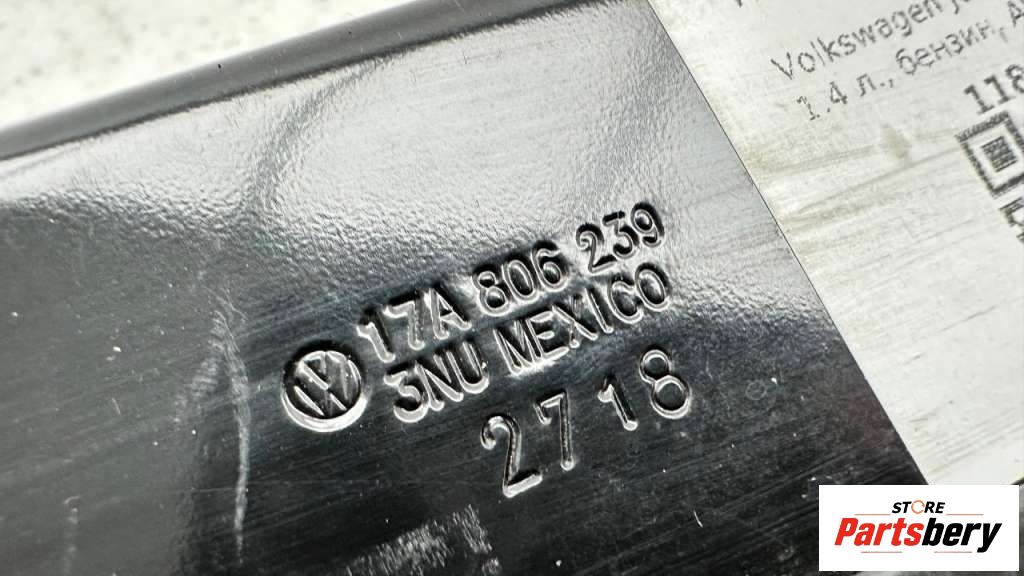 Volkswagen
1.4 л., бензин,
118
17A 806 239
3NU MEXICO
2718
STORE
Partsbery